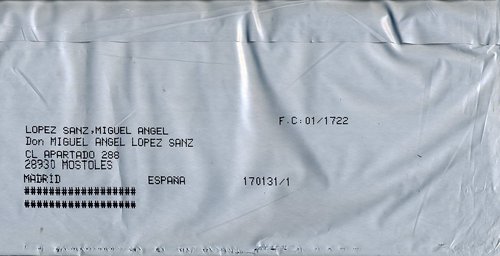 F.C:01/1722
LOPEZ SANZ,MIGUEL ANGEL
Don MIGUEL ANGEL LOPEZ SANZ
CL APARTADO 288
28930 MOSTOLES
MADRID ESPAÑA 170131/1
##################
##################